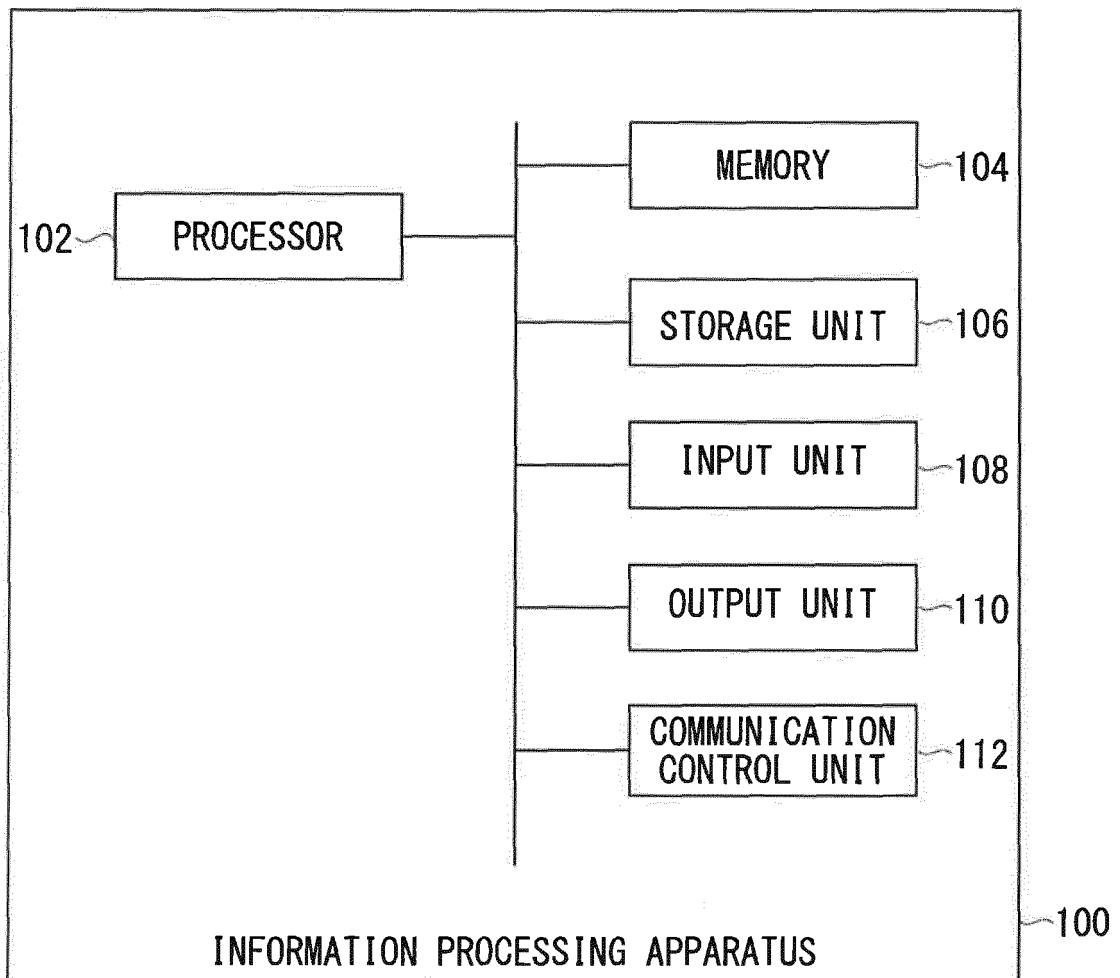 MEMORY
104
102
PROCESSOR
STORAGE UNIT
106
INPUT UNIT
108
OUTPUT UNIT
110
COMMUNICATION
CONTROL UNIT
112
100
INFORMATION PROCESSING APPARATUS